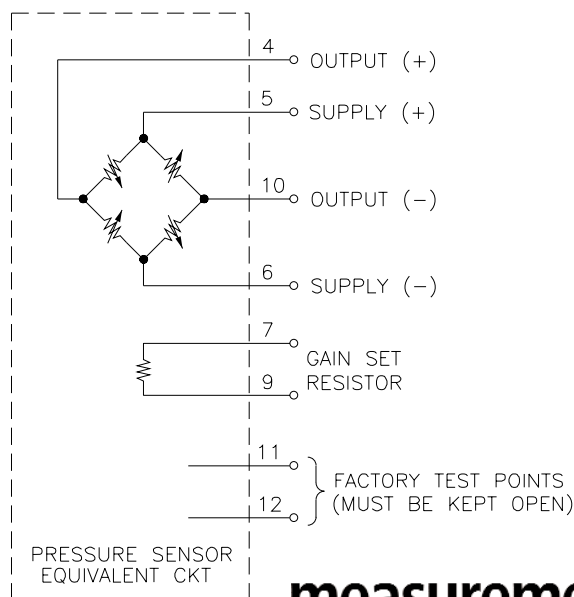 4
OUTPUT (+)
5
SUPPLY (+)
10
OUTPUT (−)
6
SUPPLY (−)
7
GAIN SET
RESISTOR
9
11
FACTORY TEST POINTS
(MUST BE KEPT OPEN)
12
PRESSURE SENSOR
EQUIVALENT CKT